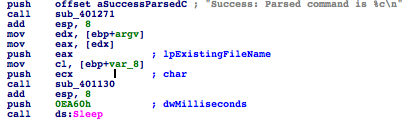 push offset aSuccessParsedC ; "Success: Parsed command is %c\n"
call sub_401271
add esp, 8
mov edx, [ebp+argv]
mov eax, [edx]
push eax ; lpExistingFileName
mov cl, [ebp+var_8]
push ecx ; char
call sub_401130
add esp, 8
push 0EA60h ; dwMilliseconds
call ds:Sleep